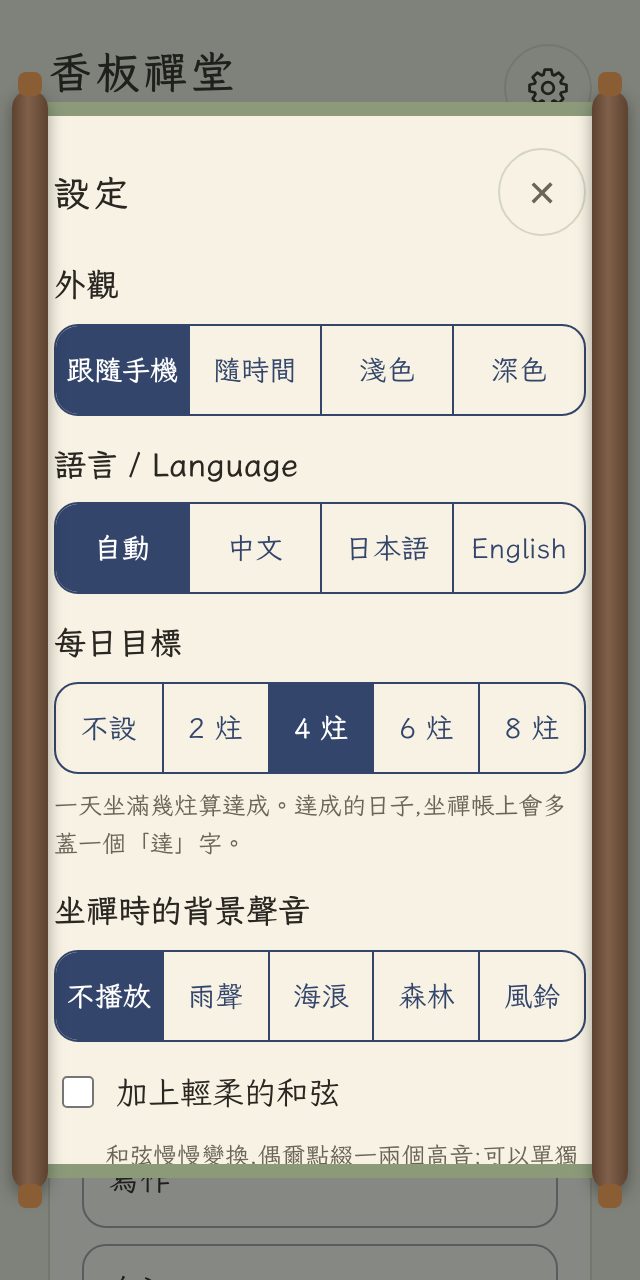 香板禪堂
設定
外觀
跟隨手機 隨時間 淺色 深色
語言 / Language
自動 中文 日本語 English
每日目標
不設 2 炷 4 炷 6 炷 8 炷
一天坐滿幾炷算達成。達成的日子,坐禪帳上會多
蓋一個「達」字。
坐禪時的背景聲音
不播放 雨聲 海浪 森林 風鈴
加上輕柔的和弦
和弦慢慢變換,偶爾點綴一兩個高音;可以單獨
寫作